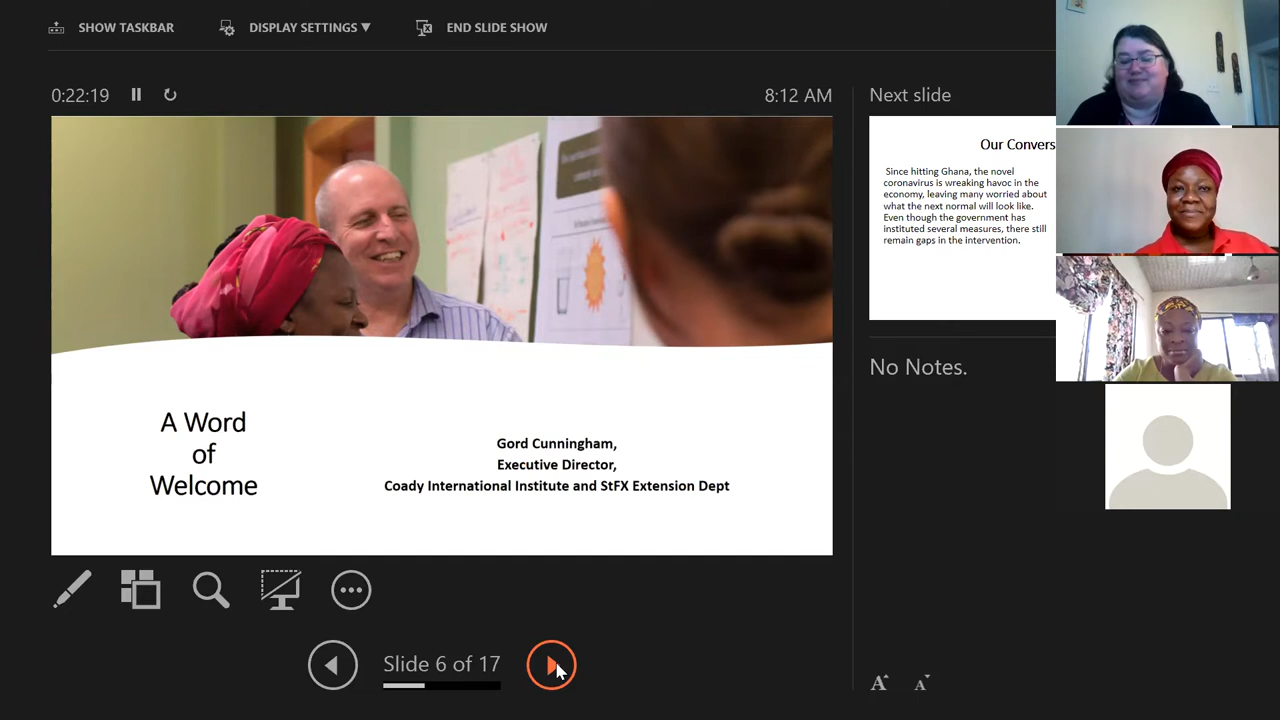 SHOW TASKBAR
DISPLAY SETTINGS ▼
END SLIDE SHOW
0:22:19
8:12 AM
A Word
of
Welcome
Gord Cunningham,
Executive Director,
Coady International Institute and StFX Extension Dept
Slide 6 of 17
Next slide
Our Convers
Since hitting Ghana, the novel
coronavirus is wreaking havoc in the
economy, leaving many worried about
what the next normal will look like.
Even though the government has
instituted several measures, there still
remain gaps in the intervention.
No Notes.
A A